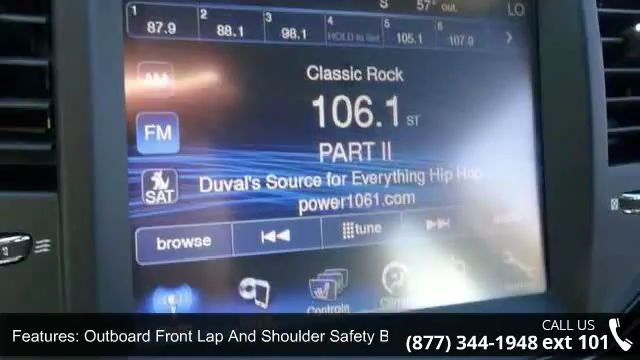 S 57° out. LO
1 87.9 2 88.1 3 98.1 4 HOLD to Set 5 105.1 6 107.9
Classic Rock
AM
106.1 ST
FM
PART II
Duval's Source for Everything Hip Hop
SAT
power1061.com
browse tune
Controls
Features: Outboard Front Lap And Shoulder Safety B
CALL US
(877) 344-1948 ext 101